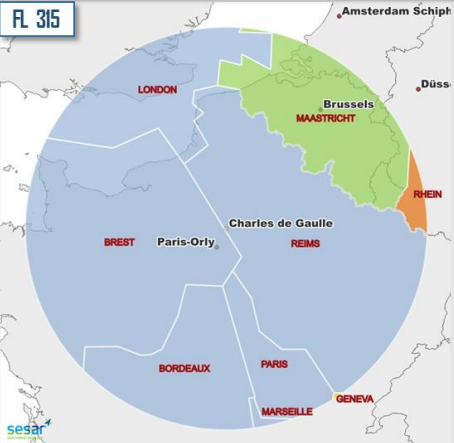 FL 315
Amsterdam Schiph
Düss
LONDON
Brussels
MAASTRICHT
RHEIN
Charles de Gaulle
BREST
Paris-Orly
REIMS
BORDEAUX
PARIS
GENEVA
MARSEILLE
sesar